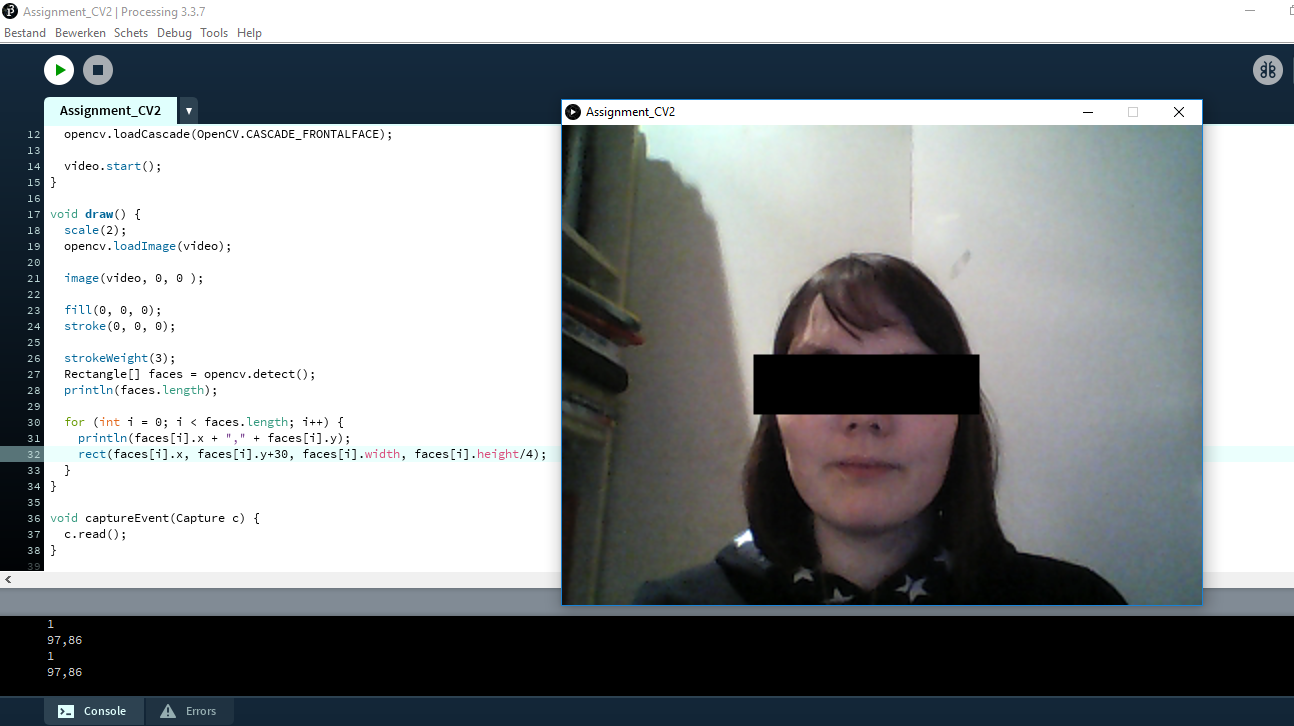 Assignment_CV2 | Processing 3.3.7
Bestand Bewerken Schets Debug Tools Help
Assignment_CV2 ▼
12 opencv.loadCascade(OpenCV.CASCADE_FRONTALFACE);
13
14 video.start();
15 }
16
17 void draw() {
18 scale(2);
19 opencv.loadImage(video);
20
21 image(video, 0, 0 );
22
23 fill(0, 0, 0);
24 stroke(0, 0, 0);
25
26 strokeWeight(3);
27 Rectangle[] faces = opencv.detect();
28 println(faces.length);
29
30 for (int i = 0; i < faces.length; i++) {
31 println(faces[i].x + "," + faces[i].y);
32 rect(faces[i].x, faces[i].y+30, faces[i].width, faces[i].height/4);
33 }
34 }
35
36 void captureEvent(Capture c) {
37 c.read();
38 }
39
Assignment_CV2
1
97,86
1
97,86
Console Errors